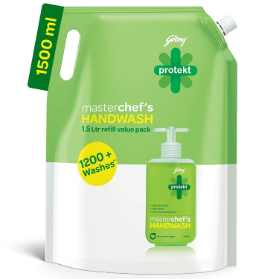 1500 ml
Godrej
protekt
masterchef's
HANDWASH
1.5 Ltr refill value pack
1200+
Washes*
Godrej
protekt
masterchef's
HANDWASH